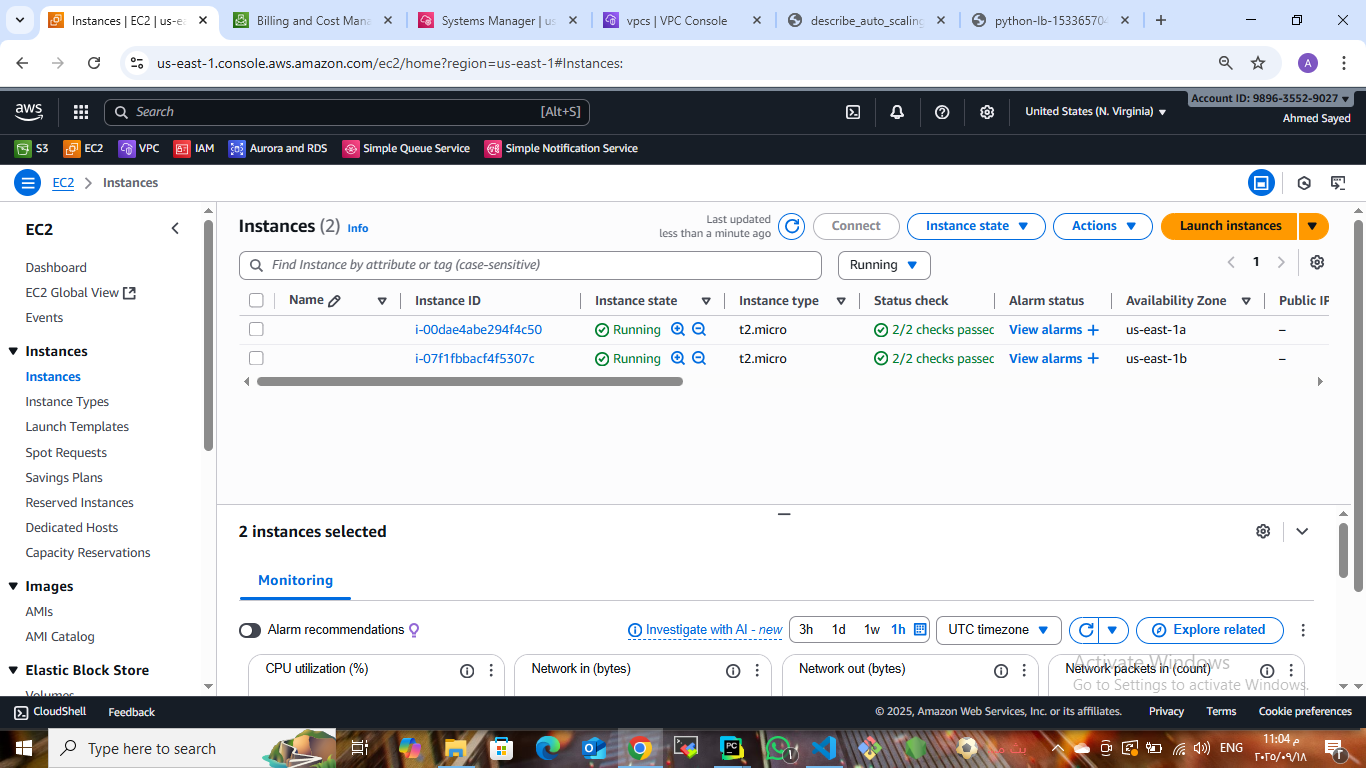 Instances | EC2 | us-ea
Billing and Cost Mana
Systems Manager | us
vpcs | VPC Console
describe_auto_scaling
python-lb-153365704
us-east-1.console.aws.amazon.com/ec2/home?region=us-east-1#Instances:
A
aws
Search
[Alt+S]
United States (N. Virginia)
Account ID: 9896-3552-9027
Ahmed Sayed
S3
EC2
VPC
IAM
Aurora and RDS
Simple Queue Service
Simple Notification Service
EC2
Instances
EC2
Dashboard
EC2 Global View
Events
Instances
Instances
Instance Types
Launch Templates
Spot Requests
Savings Plans
Reserved Instances
Dedicated Hosts
Capacity Reservations
Images
AMIs
AMI Catalog
Elastic Block Store
Volumes
Instances (2) Info
Last updated
less than a minute ago
Connect
Instance state
Actions
Launch instances
Find Instance by attribute or tag (case-sensitive)
Running
1
Name Instance ID Instance state Instance type Status check Alarm status Availability Zone Public IP
i-00dae4abe294f4c50 Running t2.micro 2/2 checks passec View alarms + us-east-1a –
i-07f1fbbacf4f5307c Running t2.micro 2/2 checks passec View alarms + us-east-1b –
2 instances selected
Monitoring
Alarm recommendations
Investigate with AI - new
3h 1d 1w 1h
UTC timezone
Explore related
CPU utilization (%)
Network in (bytes)
Network out (bytes)
Network packets in (count)
Activate Windows
Go to Settings to activate Windows.
CloudShell
Feedback
© 2025, Amazon Web Services, Inc. or its affiliates.
Privacy
Terms
Cookie preferences
Type here to search
PC
1
ENG
11:04 م
٢٠٢٥/٠٩/١٨